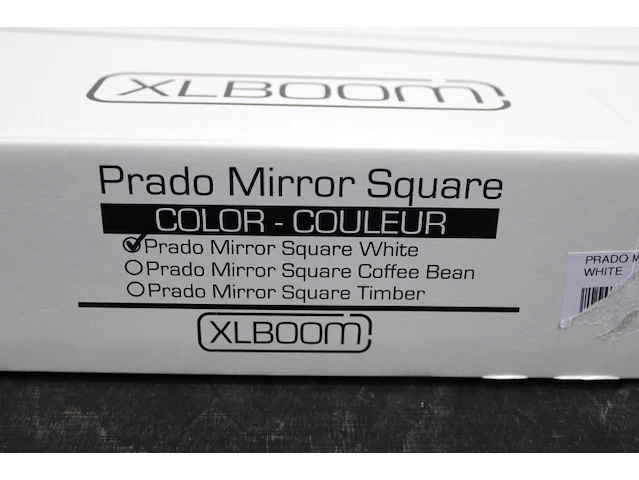 XLBOOM
Prado Mirror Square
COLOR - COULEUR
Prado Mirror Square White
Prado Mirror Square Coffee Bean
Prado Mirror Square Timber
XLBOOM
PRADO M
WHITE